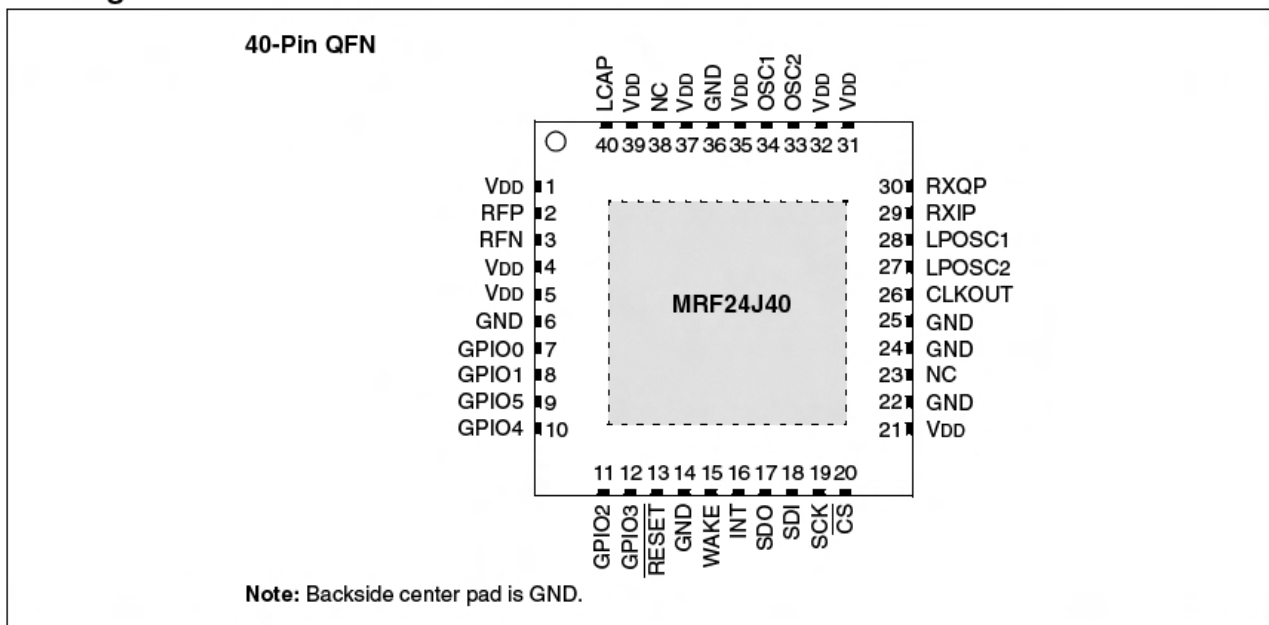 40-Pin QFN
LCAP VDD NC VDD GND VDD OSC1 OSC2 VDD VDD
40 39 38 37 36 35 34 33 32 31
VDD 1 30 RXQP
RFP 2 29 RXIP
RFN 3 28 LPOSC1
VDD 4 27 LPOSC2
VDD 5 26 CLKOUT
MRF24J40
GND 6 25 GND
GPIO0 7 24 GND
GPIO1 8 23 NC
GPIO5 9 22 GND
GPIO4 10 21 VDD
11 12 13 14 15 16 17 18 19 20
GPIO2 GPIO3 RESET GND WAKE INT SDO SDI SCK CS
Note: Backside center pad is GND.